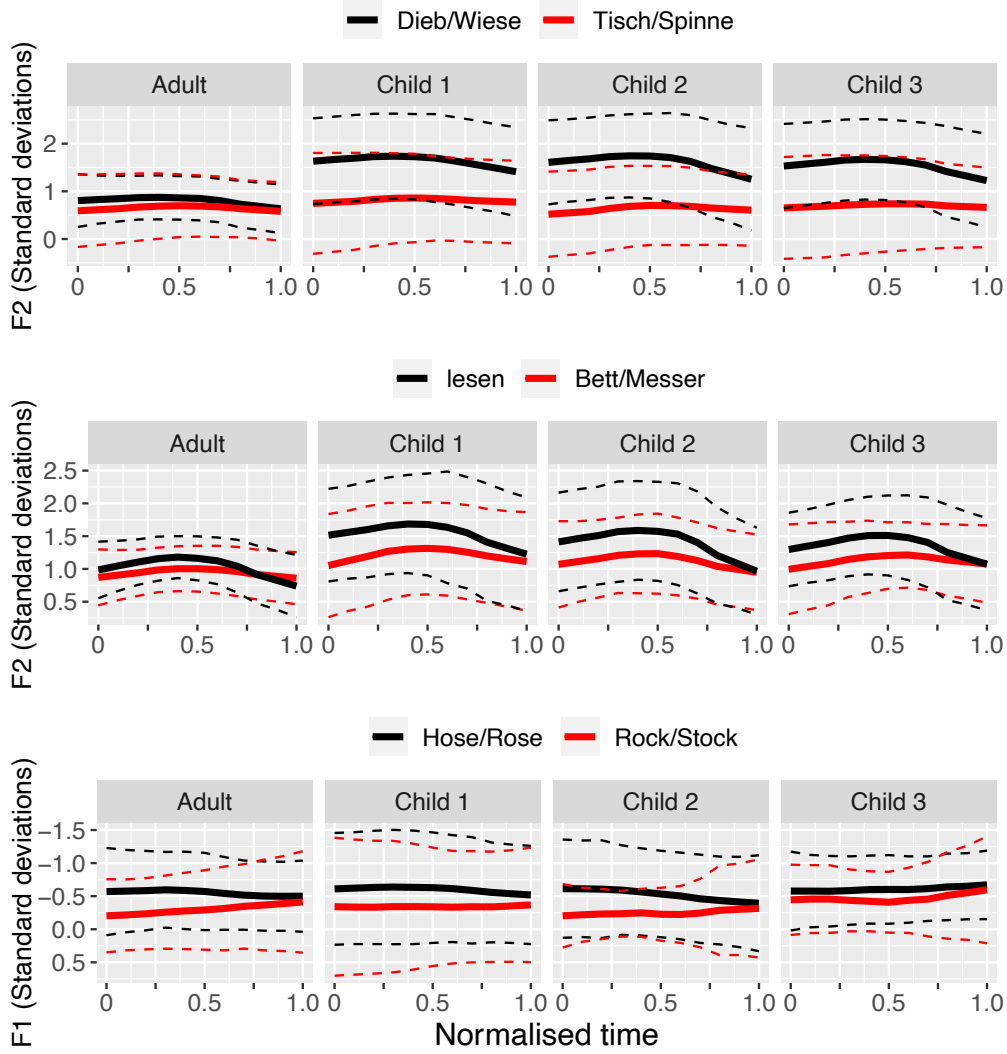 Dieb/Wiese Tisch/Spinne
Adult Child 1 Child 2 Child 3
F2 (Standard deviations)
2
1
0
0 0.5 1.0 0 0.5 1.0 0 0.5 1.0 0 0.5 1.0
lesen Bett/Messer
Adult Child 1 Child 2 Child 3
F2 (Standard deviations)
2.5
2.0
1.5
1.0
0.5
0 0.5 1.0 0 0.5 1.0 0 0.5 1.0 0 0.5 1.0
Hose/Rose Rock/Stock
Adult Child 1 Child 2 Child 3
F1 (Standard deviations)
−1.5
−1.0
−0.5
0.0
0.5
0 0.5 1.0 0 0.5 1.0 0 0.5 1.0 0 0.5 1.0
Normalised time